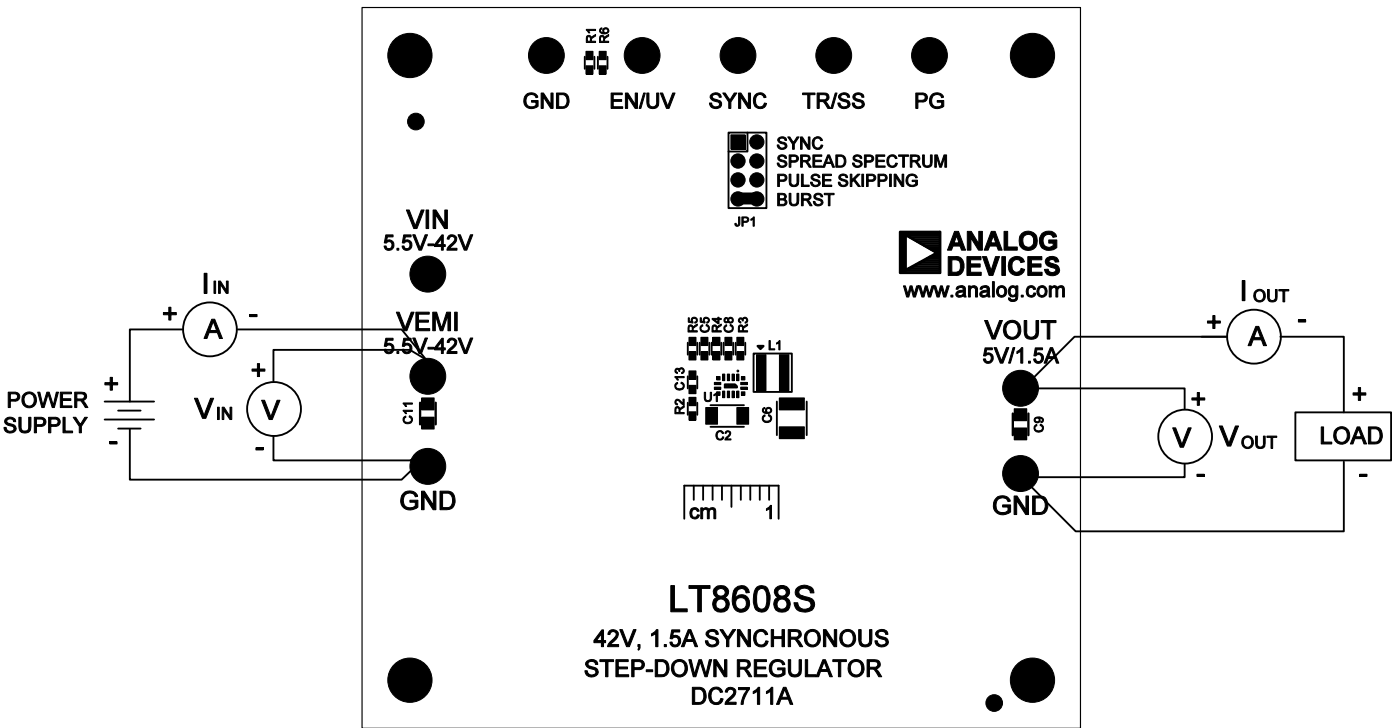 R1
R6
GND
EN/UV
SYNC
TR/SS
PG
SYNC
SPREAD SPECTRUM
PULSE SKIPPING
BURST
JP1
VIN
5.5V-42V
ANALOG
DEVICES
www.analog.com
I IN
+
A
-
VEMI
5.5V-42V
POWER
SUPPLY
+
-
V IN
+
V
-
C11
GND
R5
C5
R4
C8
R3
L1
C13
R2
U1
C2
C6
cm 1
VOUT
5V/1.5A
C9
GND
I OUT
+
A
-
+
V
-
V OUT
+
LOAD
-
LT8608S
42V, 1.5A SYNCHRONOUS
STEP-DOWN REGULATOR
DC2711A